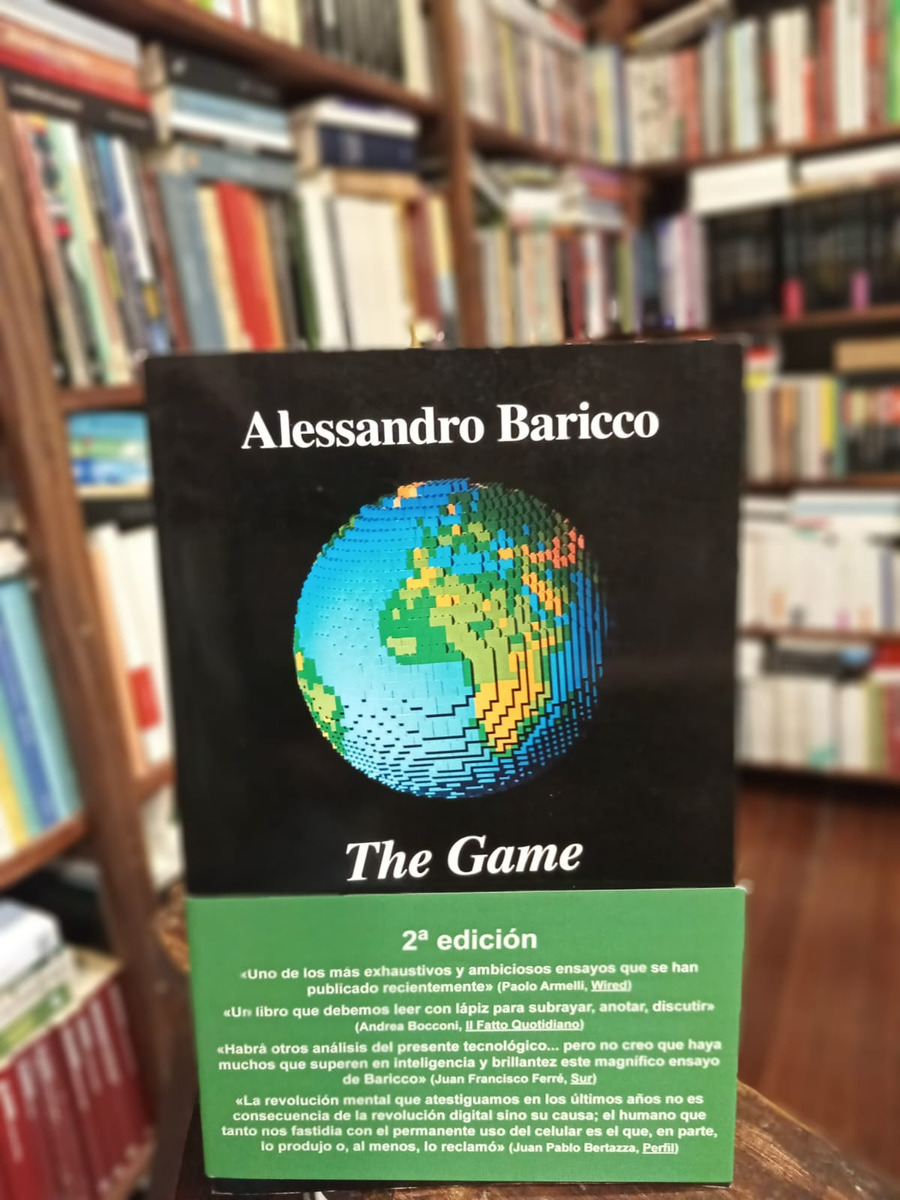 Alessandro Baricco
The Game
2ª edición
«Uno de los más exhaustivos y ambiciosos ensayos que se han
publicado recientemente» (Paolo Armelli, Wired)
«Un libro que debemos leer con lápiz para subrayar, anotar, discutir»
(Andrea Bocconi, Il Fatto Quotidiano)
«Habrá otros análisis del presente tecnológico... pero no creo que haya
muchos que superen en inteligencia y brillantez este magnífico ensayo
de Baricco» (Juan Francisco Ferré, Sur)
«La revolución mental que atestiguamos en los últimos años no es
consecuencia de la revolución digital sino su causa; el humano que
tanto nos fastidia con el permanente uso del celular es el que, en parte,
lo produjo o, al menos, lo reclamó» (Juan Pablo Bertazza, Perfil)